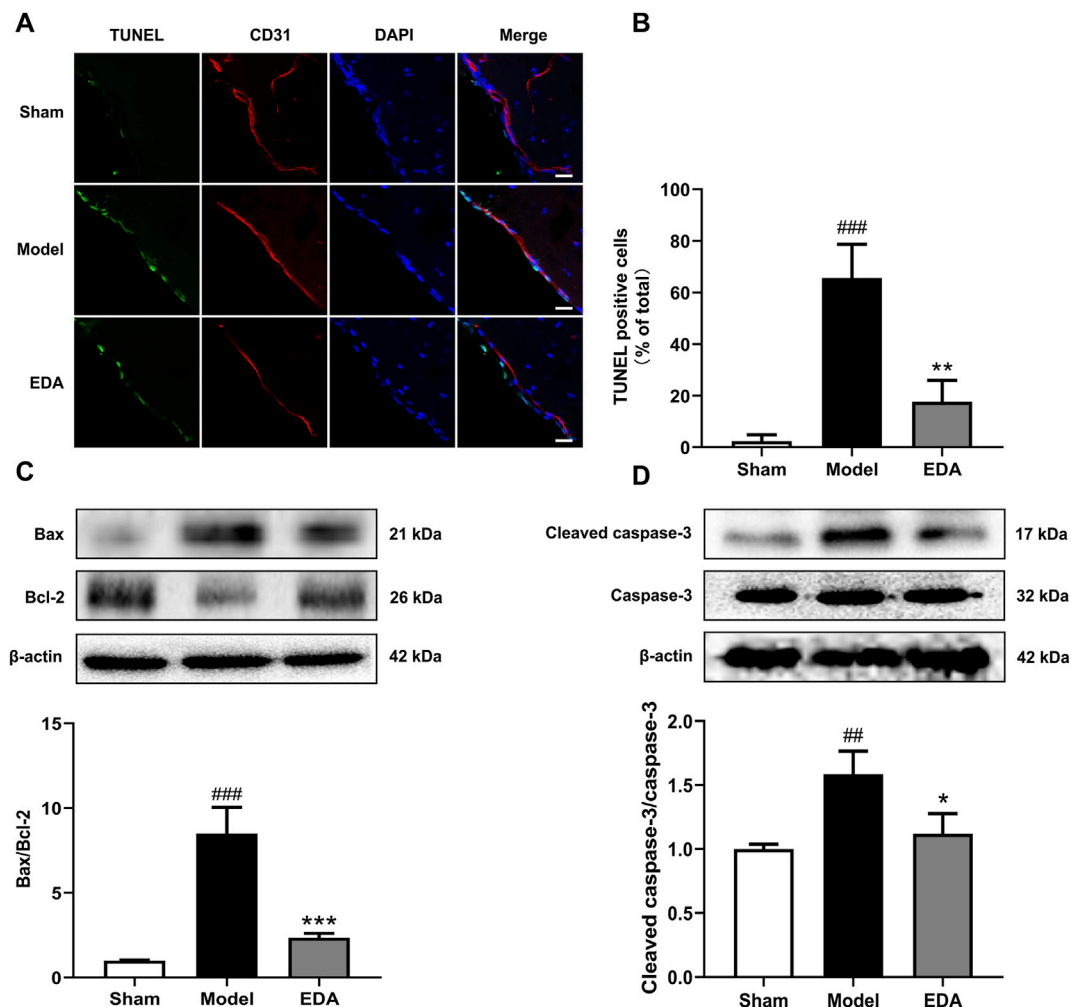 A
TUNEL CD31 DAPI Merge
Sham
Model
EDA
B
TUNEL positive cells
(% of total)
100
80
60
40
20
0
###
**
Sham Model EDA
C
Bax 21 kDa
Bcl-2 26 kDa
β-actin 42 kDa
Bax/Bcl-2
15
10
5
0
###
***
Sham Model EDA
D
Cleaved caspase-3 17 kDa
Caspase-3 32 kDa
β-actin 42 kDa
Cleaved caspase-3/caspase-3
2.0
1.5
1.0
0.5
0.0
##
*
Sham Model EDA